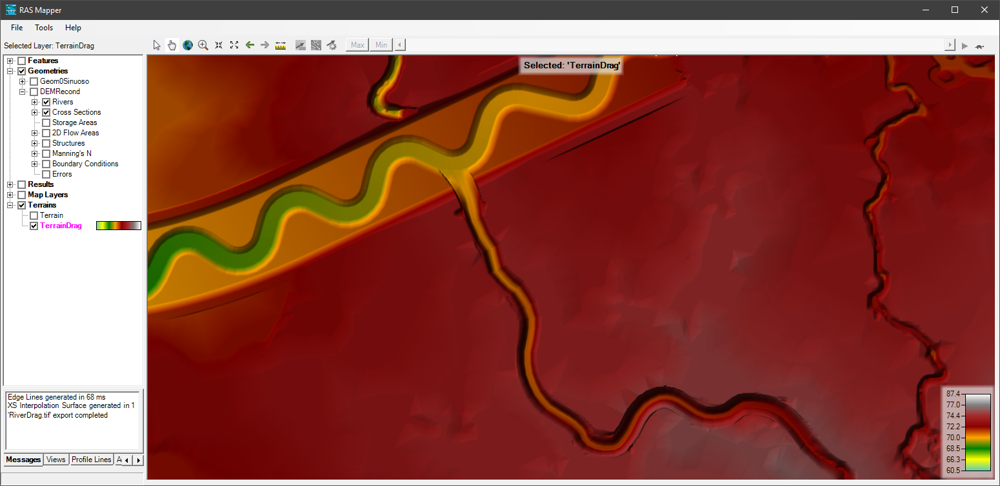 RAS Mapper
File Tools Help
Selected Layer: TerrainDrag
Max Min
Features
Geometries
Geom0Sinuoso
DEMRecond
Rivers
Cross Sections
Storage Areas
2D Flow Areas
Structures
Manning's N
Boundary Conditions
Errors
Results
Map Layers
Terrains
Terrain
TerrainDrag
Edge Lines generated in 68 ms
XS Interpolation Surface generated in 1
'RiverDrag.tif' export completed
Messages Views Profile Lines A
Selected: 'TerrainDrag'
87.4
77.0
74.4
72.2
70.0
68.5
66.3
60.5